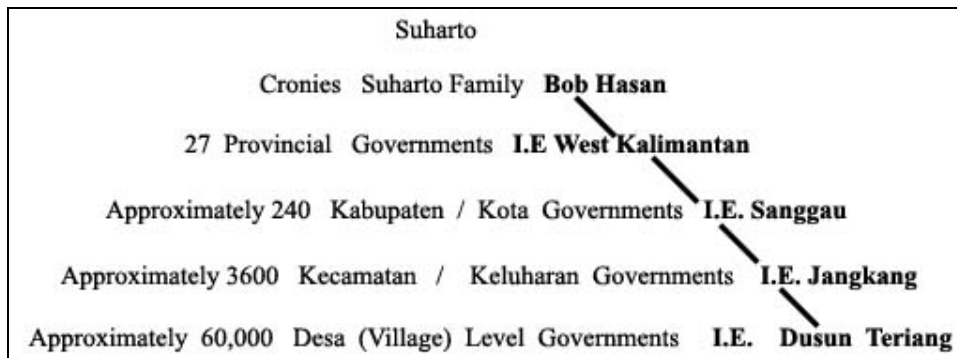 Suharto
Cronies Suharto Family Bob Hasan
27 Provincial Governments I.E West Kalimantan
Approximately 240 Kabupaten / Kota Governments I.E. Sanggau
Approximately 3600 Kecamatan / Keluharan Governments I.E. Jangkang
Approximately 60,000 Desa (Village) Level Governments I.E. Dusun Teriang